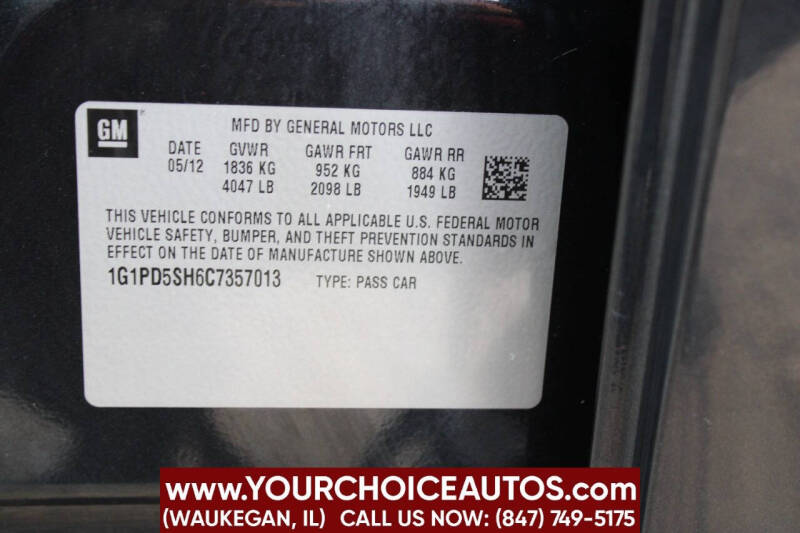 GM
MFD BY GENERAL MOTORS LLC
DATE GVWR GAWR FRT GAWR RR
05/12 1836 KG 952 KG 884 KG
4047 LB 2098 LB 1949 LB
THIS VEHICLE CONFORMS TO ALL APPLICABLE U.S. FEDERAL MOTOR
VEHICLE SAFETY, BUMPER, AND THEFT PREVENTION STANDARDS IN
EFFECT ON THE DATE OF MANUFACTURE SHOWN ABOVE.
1G1PD5SH6C7357013 TYPE: PASS CAR
WWW.YOURCHOICEAUTOS.COM
(WAUKEGAN, IL) CALL US NOW: (847) 749-5175